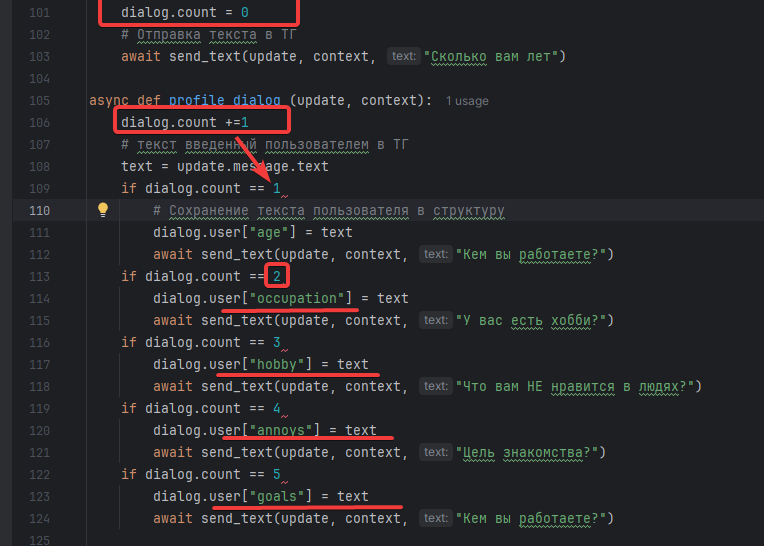 101 dialog.count = 0
102 # Отправка текста в ТГ
103 await send_text(update, context, text: "Сколько вам лет")
104
105 async def profile_dialog (update, context): 1 usage
106 dialog.count +=1
107 # текст введенный пользователем в ТГ
108 text = update.message.text
109 if dialog.count == 1
110 # Сохранение текста пользователя в структуру
111 dialog.user["age"] = text
112 await send_text(update, context, text: "Кем вы работаете?")
113 if dialog.count == 2
114 dialog.user["occupation"] = text
115 await send_text(update, context, text: "У вас есть хобби?")
116 if dialog.count == 3
117 dialog.user["hobby"] = text
118 await send_text(update, context, text: "Что вам НЕ нравится в людях?")
119 if dialog.count == 4
120 dialog.user["annoys"] = text
121 await send_text(update, context, text: "Цель знакомства?")
122 if dialog.count == 5
123 dialog.user["goals"] = text
124 await send_text(update, context, text: "Кем вы работаете?")
125